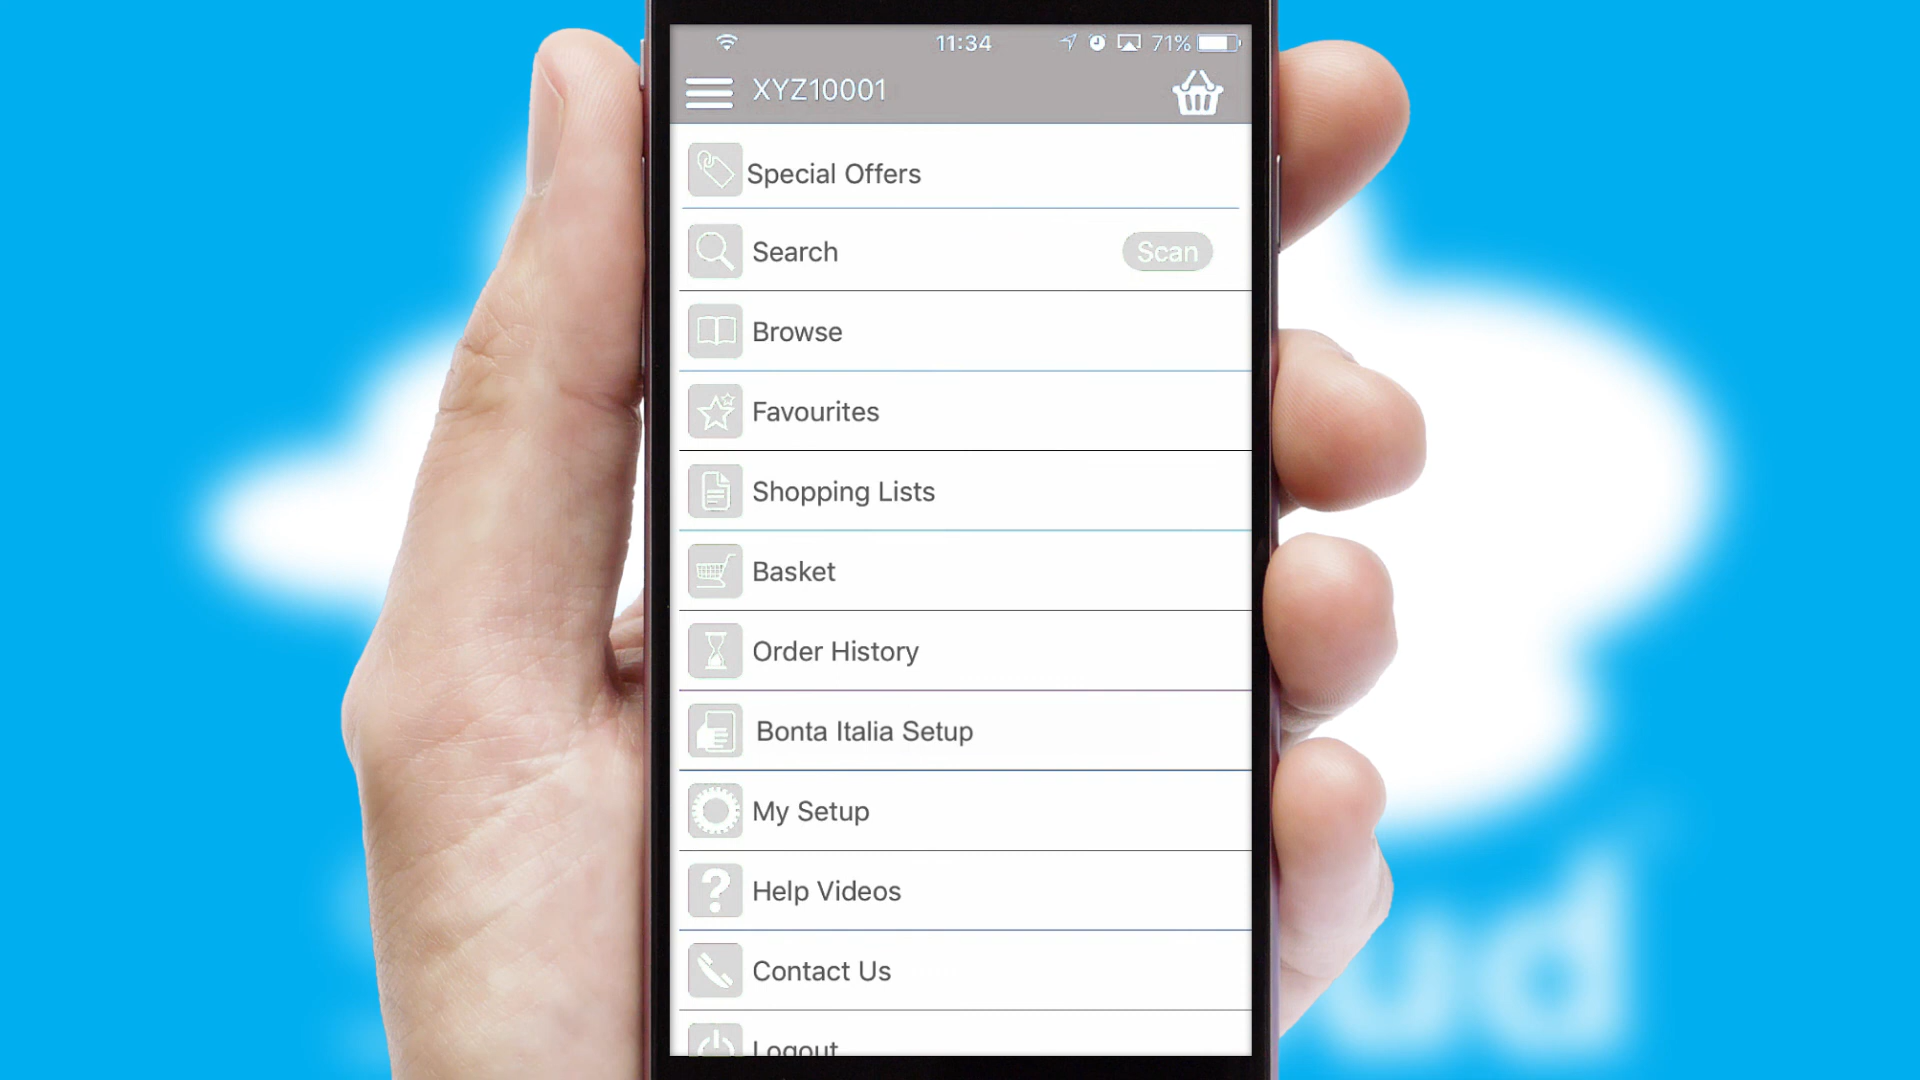 11:34
71%
XYZ10001
Special Offers
Search
Scan
Browse
Favourites
Shopping Lists
Basket
Order History
Bonta Italia Setup
My Setup
Help Videos
Contact Us
Logout
ud